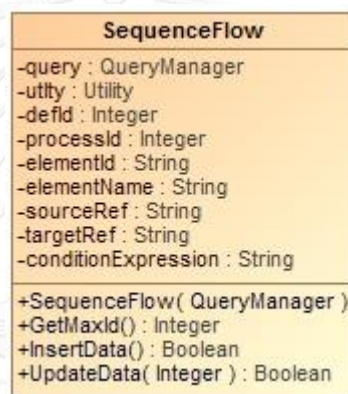 SequenceFlow
-query : QueryManager
-utlty : Utility
-defId : Integer
-processId : Integer
-elementId : String
-elementName : String
-sourceRef : String
-targetRef : String
-conditionExpression : String
+SequenceFlow( QueryManager )
+GetMaxId() : Integer
+InsertData() : Boolean
+UpdateData( Integer ) : Boolean